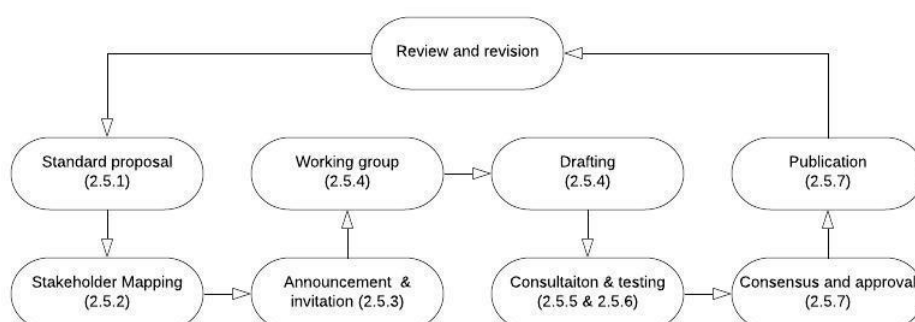 Review and revision
Standard proposal
(2.5.1)
Working group
(2.5.4)
Drafting
(2.5.4)
Publication
(2.5.7)
Stakeholder Mapping
(2.5.2)
Announcement &
invitation (2.5.3)
Consultaiton & testing
(2.5.5 & 2.5.6)
Consensus and approval
(2.5.7)